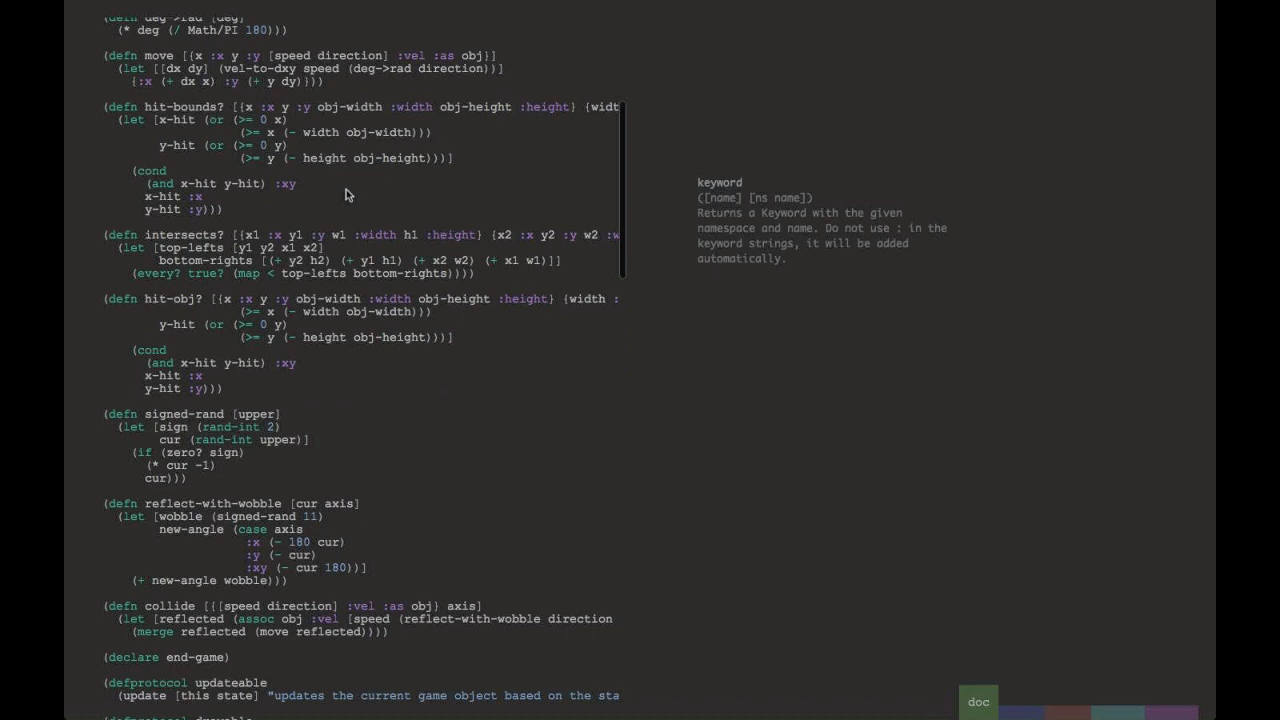 (defn deg->rad [deg]
(* deg (/ Math/PI 180)))
(defn move [{x :x y :y [speed direction] :vel :as obj}]
(let [[dx dy] (vel-to-dxy speed (deg->rad direction))]
{:x (+ dx x) :y (+ y dy)}))
(defn hit-bounds? [{x :x y :y obj-width :width obj-height :height} {widt
(let [x-hit (or (>= 0 x)
(>= x (- width obj-width)))
y-hit (or (>= 0 y)
(>= y (- height obj-height)))]
(cond
(and x-hit y-hit) :xy
x-hit :x
y-hit :y)))
(defn intersects? [{x1 :x y1 :y w1 :width h1 :height} {x2 :x y2 :y w2 :w
(let [top-lefts [y1 y2 x1 x2]
bottom-rights [(+ y2 h2) (+ y1 h1) (+ x2 w2) (+ x1 w1)]]
(every? true? (map < top-lefts bottom-rights))))
(defn hit-obj? [{x :x y :y obj-width :width obj-height :height} {width :
(>= x (- width obj-width)))
y-hit (or (>= 0 y)
(>= y (- height obj-height)))]
(cond
(and x-hit y-hit) :xy
x-hit :x
y-hit :y)))
(defn signed-rand [upper]
(let [sign (rand-int 2)
cur (rand-int upper)]
(if (zero? sign)
(* cur -1)
cur)))
(defn reflect-with-wobble [cur axis]
(let [wobble (signed-rand 11)
new-angle (case axis
:x (- 180 cur)
:y (- cur)
:xy (- cur 180))]
(+ new-angle wobble)))
(defn collide [{[speed direction] :vel :as obj} axis]
(let [reflected (assoc obj :vel [speed (reflect-with-wobble direction
(merge reflected (move reflected))))
(declare end-game)
(defprotocol updateable
(update [this state] "updates the current game object based on the sta
(defprotocol drawable
keyword
([name] [ns name])
Returns a Keyword with the given
namespace and name. Do not use : in the
keyword strings, it will be added
automatically.
doc